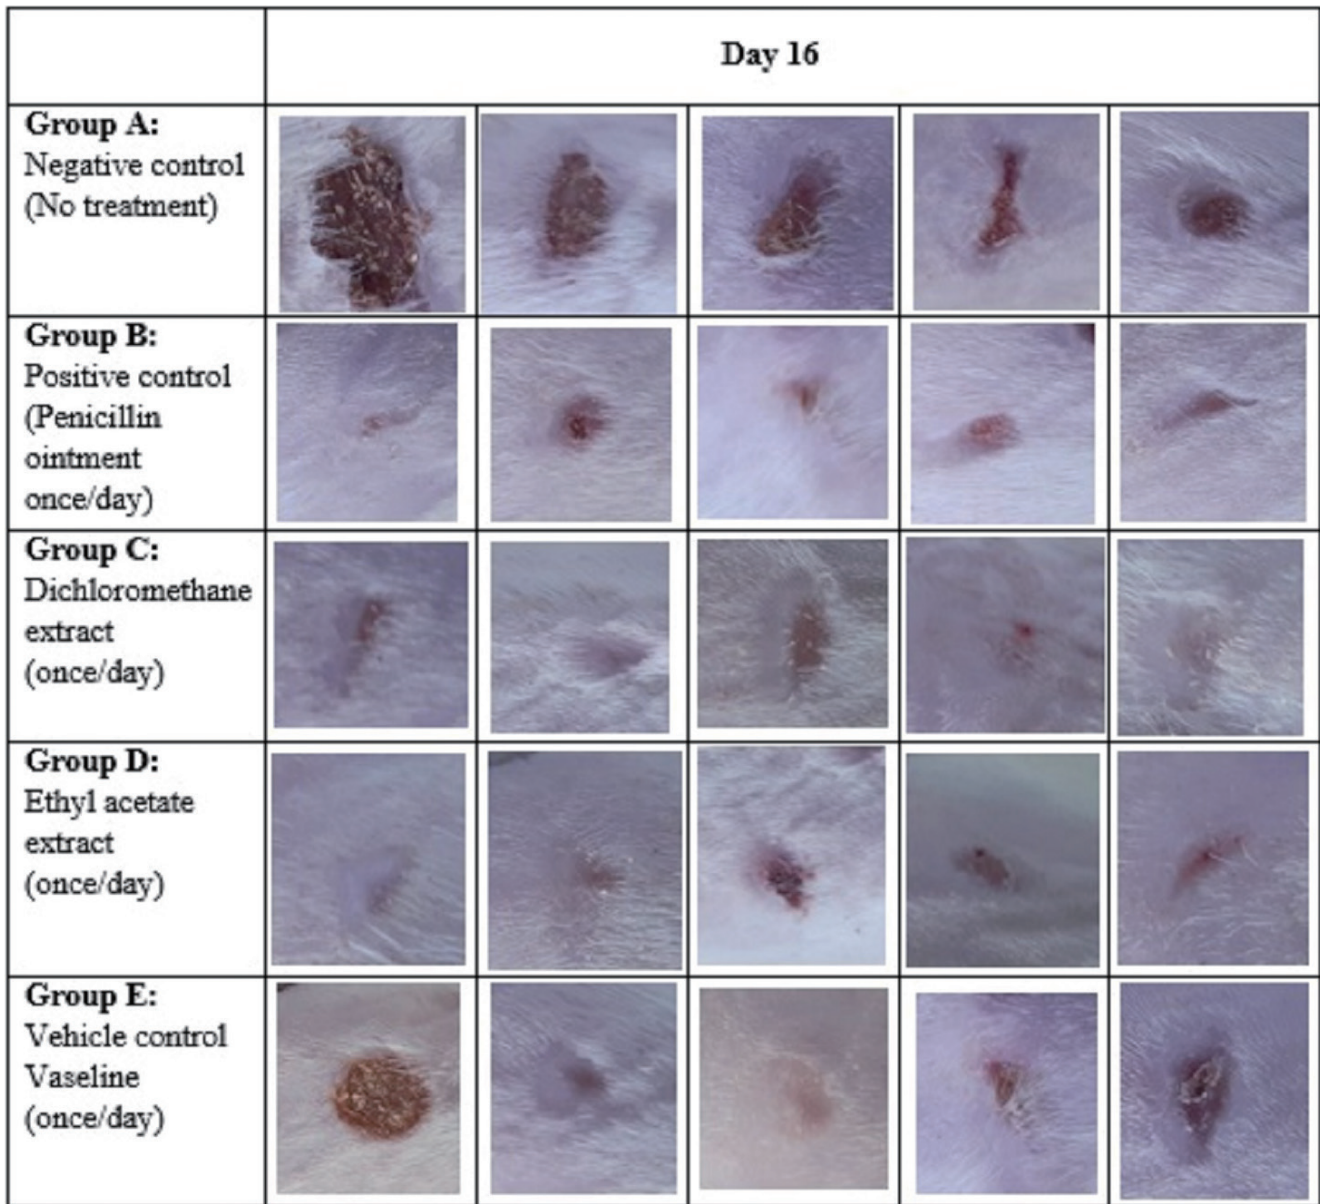 Day 16
Group A:
Negative control
(No treatment)
Group B:
Positive control
(Penicillin
ointment
once/day)
Group C:
Dichloromethane
extract
(once/day)
Group D:
Ethyl acetate
extract
(once/day)
Group E:
Vehicle control
Vaseline
(once/day)